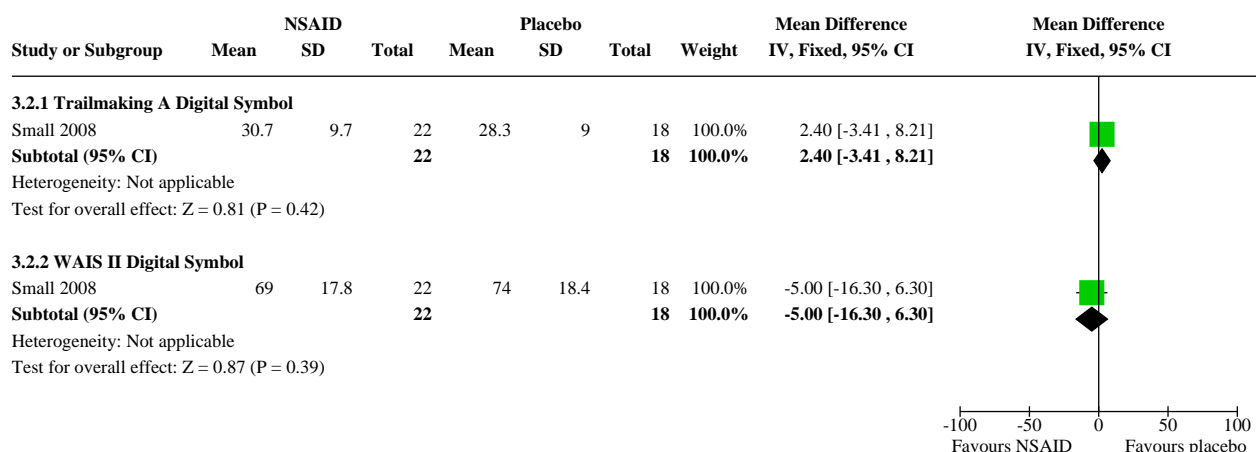 NSAID Placebo Mean Difference Mean Difference
Study or Subgroup Mean SD Total Mean SD Total Weight IV, Fixed, 95% CI IV, Fixed, 95% CI
3.2.1 Trailmaking A Digital Symbol
Small 2008 30.7 9.7 22 28.3 9 18 100.0% 2.40 [-3.41 , 8.21]
Subtotal (95% CI) 22 18 100.0% 2.40 [-3.41 , 8.21]
Heterogeneity: Not applicable
Test for overall effect: Z = 0.81 (P = 0.42)
3.2.2 WAIS II Digital Symbol
Small 2008 69 17.8 22 74 18.4 18 100.0% -5.00 [-16.30 , 6.30]
Subtotal (95% CI) 22 18 100.0% -5.00 [-16.30 , 6.30]
Heterogeneity: Not applicable
Test for overall effect: Z = 0.87 (P = 0.39)
-100 -50 0 50 100
Favours NSAID Favours placebo